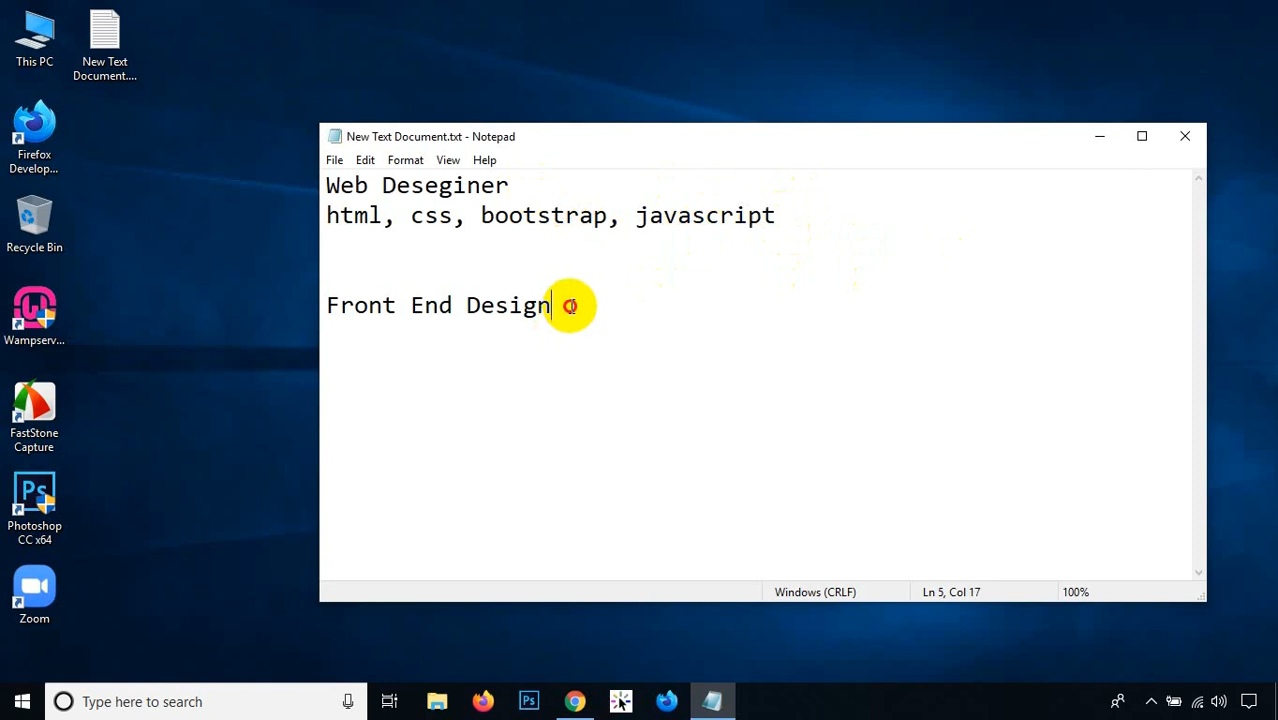 This PC
New Text
Document....
Firefox
Develop...
Recycle Bin
Wampserv...
FastStone
Capture
Ps
Photoshop
CC x64
Zoom
New Text Document.txt - Notepad
File Edit Format View Help
Web Deseginer
html, css, bootstrap, javascript
Front End Design
Windows (CRLF) Ln 5, Col 17 100%
Type here to search
Ps